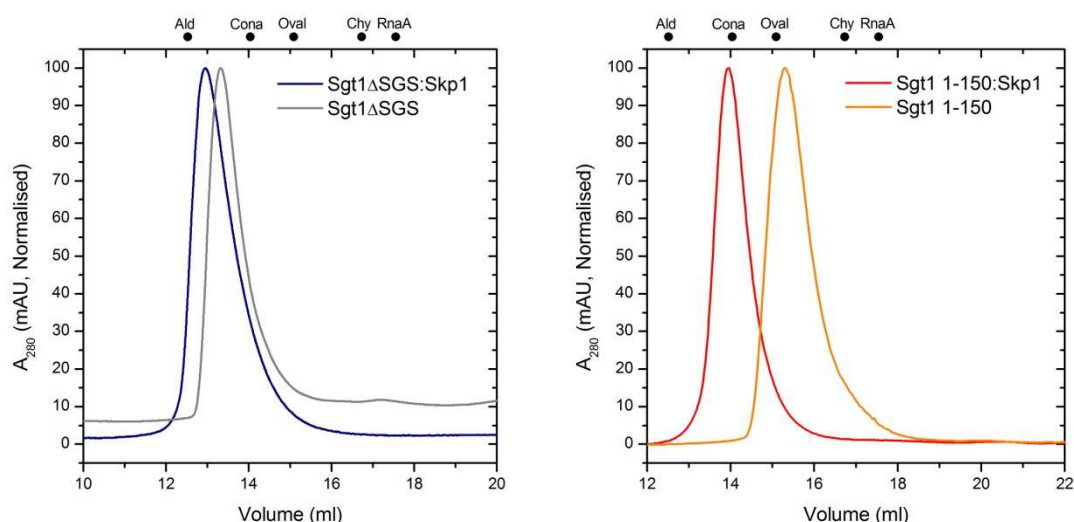 Ald Cona Oval Chy RnaA
Sgt1ΔSGS:Skp1
Sgt1ΔSGS
A280 (mAU, Normalised)
100
90
80
70
60
50
40
30
20
10
0
10 12 14 16 18 20
Volume (ml)
Ald Cona Oval Chy RnaA
Sgt1 1-150:Skp1
Sgt1 1-150
A280 (mAU, Normalised)
100
90
80
70
60
50
40
30
20
10
0
12 14 16 18 20 22
Volume (ml)